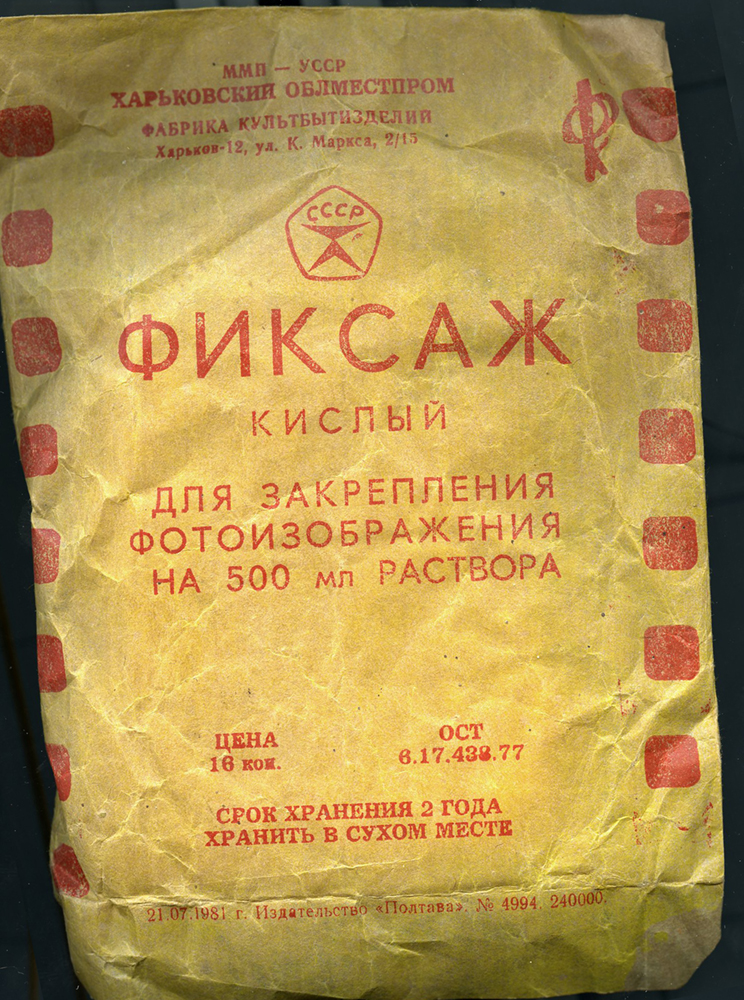 ММП — УССР
ХАРЬКОВСКИЙ ОБЛМЕСТПРОМ
ФАБРИКА КУЛЬТБЫТИЗДЕЛИЙ
Харьков-12, ул. К. Маркса, 2/15
СССР
ФИКСАЖ
КИСЛЫЙ
ДЛЯ ЗАКРЕПЛЕНИЯ
ФОТОИЗОБРАЖЕНИЯ
НА 500 мл РАСТВОРА
ЦЕНА
16 коп.
ОСТ
6.17.438.77
СРОК ХРАНЕНИЯ 2 ГОДА
ХРАНИТЬ В СУХОМ МЕСТЕ
21.07.1981 г. Издательство «Полтава». № 4994. 240000.